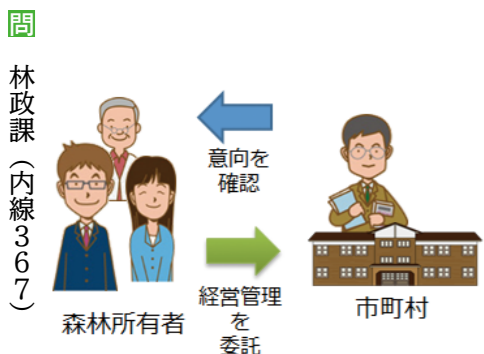 問 林政課（内線367）
意向を
確認
経営管理
を
委託
森林所有者
市町村